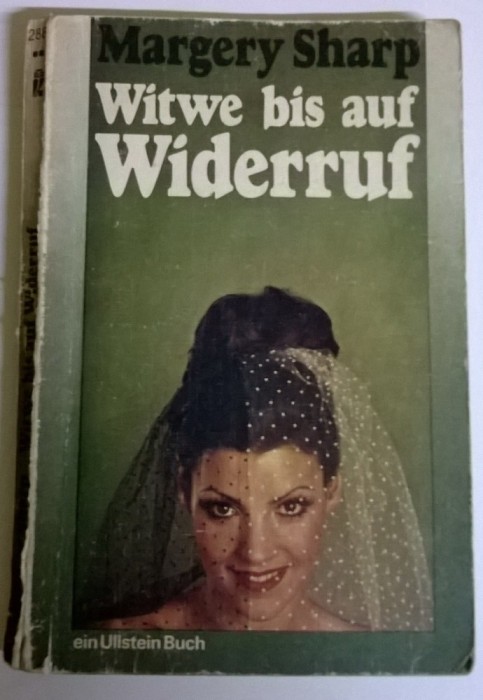 Margery Sharp
Witwe bis auf
Widerruf
ein Ullstein Buch